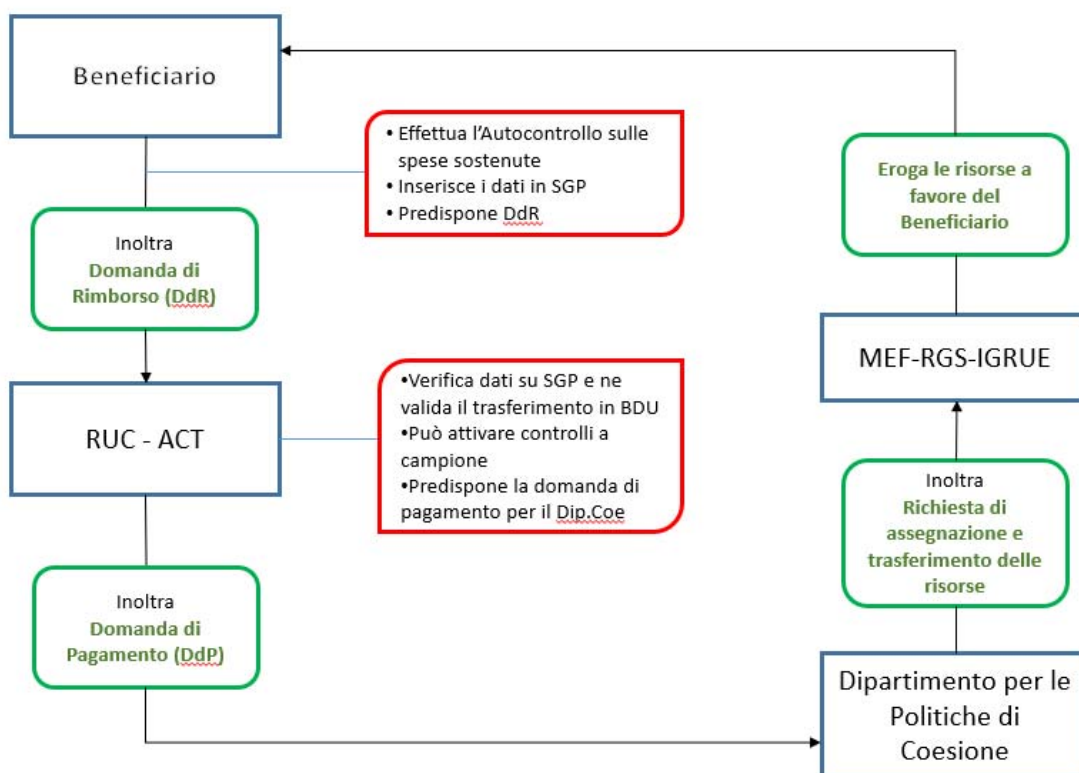 Beneficiario
• Effettua l'Autocontrollo sulle
spese sostenute
• Inserisce i dati in SGP
• Predispone DdR
Inoltra
Domanda di
Rimborso (DdR)
RUC - ACT
•Verifica dati su SGP e ne
valida il trasferimento in BDU
•Può attivare controlli a
campione
•Predispone la domanda di
pagamento per il Dip.Coe
Inoltra
Domanda di
Pagamento (DdP)
Dipartimento per le
Politiche di
Coesione
Inoltra
Richiesta di
assegnazione e
trasferimento delle
risorse
MEF-RGS-IGRUE
Eroga le risorse a
favore del
Beneficiario